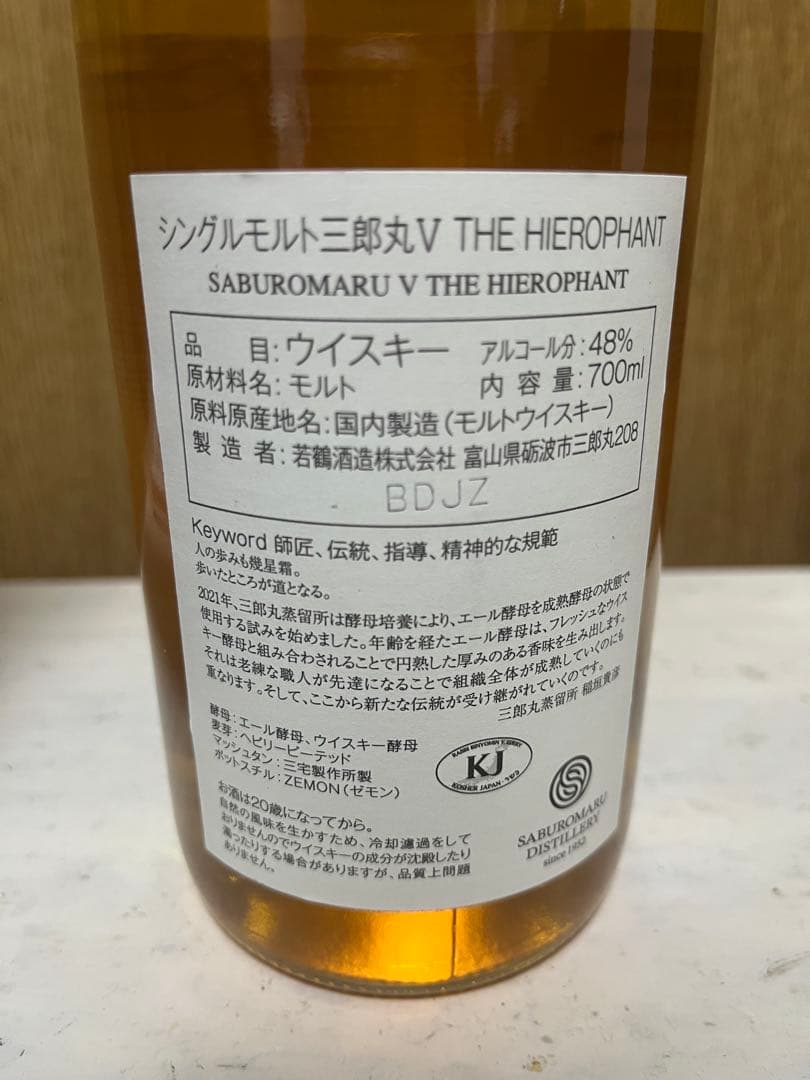 シングルモルト三郎丸Ⅴ THE HIEROPHANT
SABUROMARU V THE HIEROPHANT
品 目:ウイスキー アルコール分:48%
原材料名:モルト 内容量:700ml
原料原産地名:国内製造(モルトウイスキー)
製造者:若鶴酒造株式会社 富山県砺波市三郎丸208
BDJZ
Keyword 師匠、伝統、指導、精神的な規範
人の歩みも幾星霜。
歩いたところが道となる。
2021年、三郎丸蒸留所は酵母培養により、エール酵母を成熟酵母の状態で
使用する試みを始めました。年齢を経たエール酵母は、フレッシュなウイス
キー酵母と組み合わされることで円熟した厚みのある香味を生み出します。
それは老練な職人が先達になることで組織全体が成熟していくのにも
重なります。そして、ここから新たな伝統が受け継がれていくのです。
三郎丸蒸留所 稲垣貴彦
酵母:エール酵母、ウイスキー酵母
麦芽:ヘビリーピーテッド
マッシュタン:三宅製作所製
ポットスチル:ZEMON(ゼモン)
KJ
KOSHER JAPAN
お酒は20歳になってから。
自然の風味を生かすため、冷却濾過をして
おりませんのでウイスキーの成分が沈殿したり
濁ったりする場合がありますが、品質上問題
ありません。
SABUROMARU
DISTILLERY
since 1952